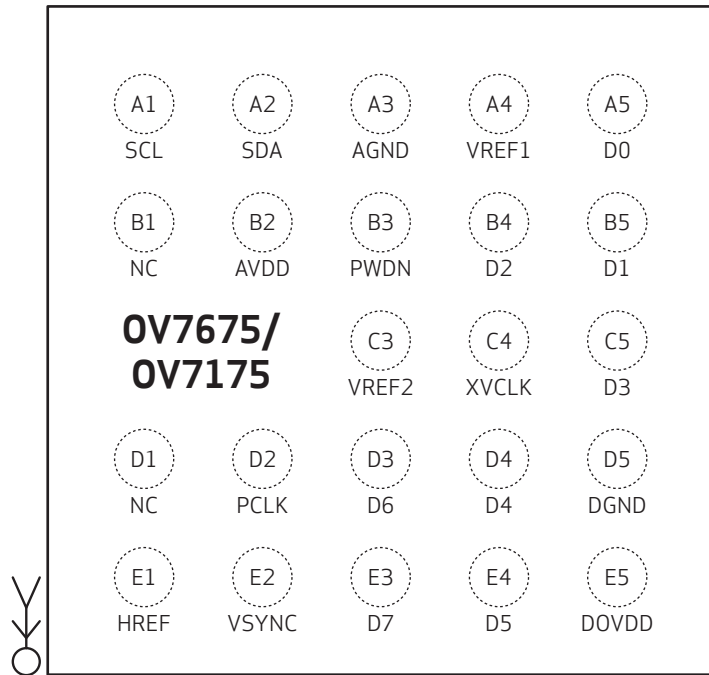 A1 A2 A3 A4 A5
SCL SDA AGND VREF1 D0
B1 B2 B3 B4 B5
NC AVDD PWDN D2 D1
OV7675/
OV7175
C3 C4 C5
VREF2 XVCLK D3
D1 D2 D3 D4 D5
NC PCLK D6 D4 DGND
E1 E2 E3 E4 E5
HREF VSYNC D7 D5 DOVDD